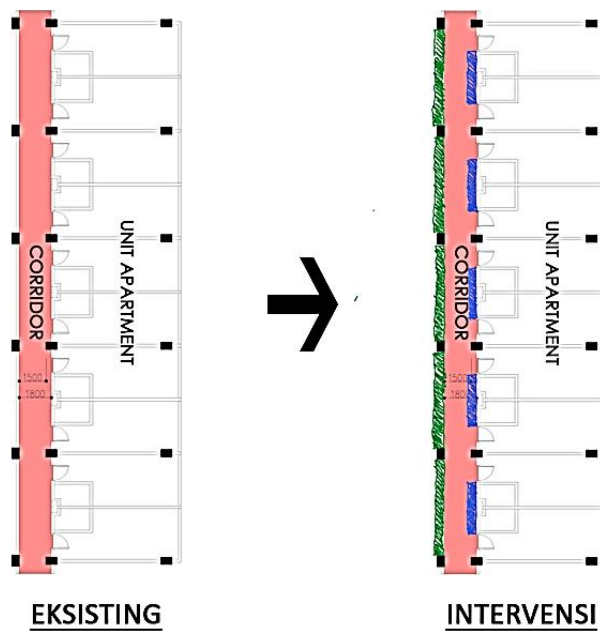 CORRIDOR
UNIT APARTMENT
1500
1800
EKSISTING
CORRIDOR
UNIT APARTMENT
1500
1800
INTERVENSI